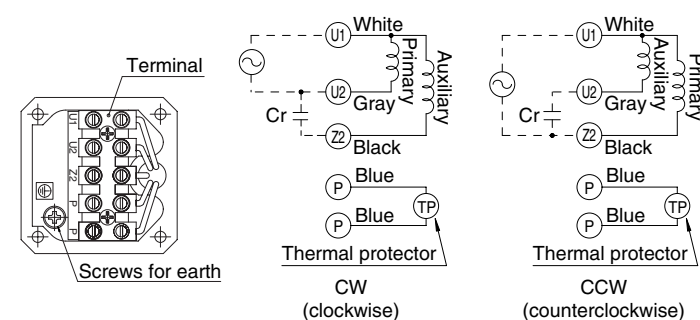 Terminal
U1
U2
Z2
P
P
Screws for earth
U1
White
Primary
Auxiliary
U2
Gray
Cr
Z2
Black
P
Blue
TP
P
Blue
Thermal protector
CW
(clockwise)
U1
White
Auxiliary
Primary
U2
Gray
Cr
Z2
Black
P
Blue
TP
P
Blue
Thermal protector
CCW
(counterclockwise)